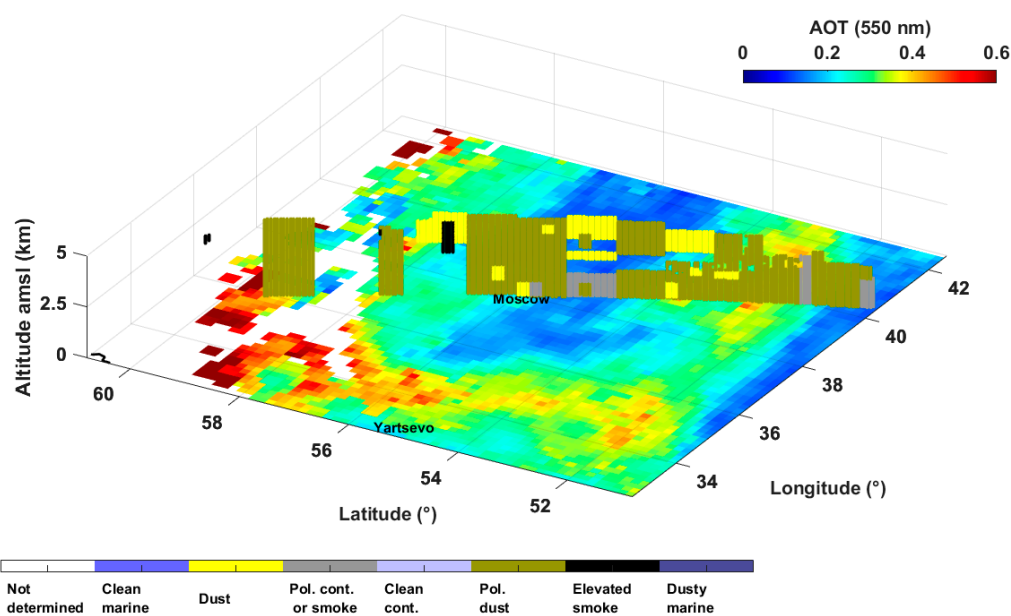 AOT (550 nm)
0 0.2 0.4 0.6
Altitude amsl (km)
5
2.5
0
Moscow
Yartsevo
60
58
56
54
52
Latitude (°)
42
40
38
36
34
Longitude (°)
Not determined
Clean marine
Dust
Pol. cont. or smoke
Clean cont.
Pol. dust
Elevated smoke
Dusty marine